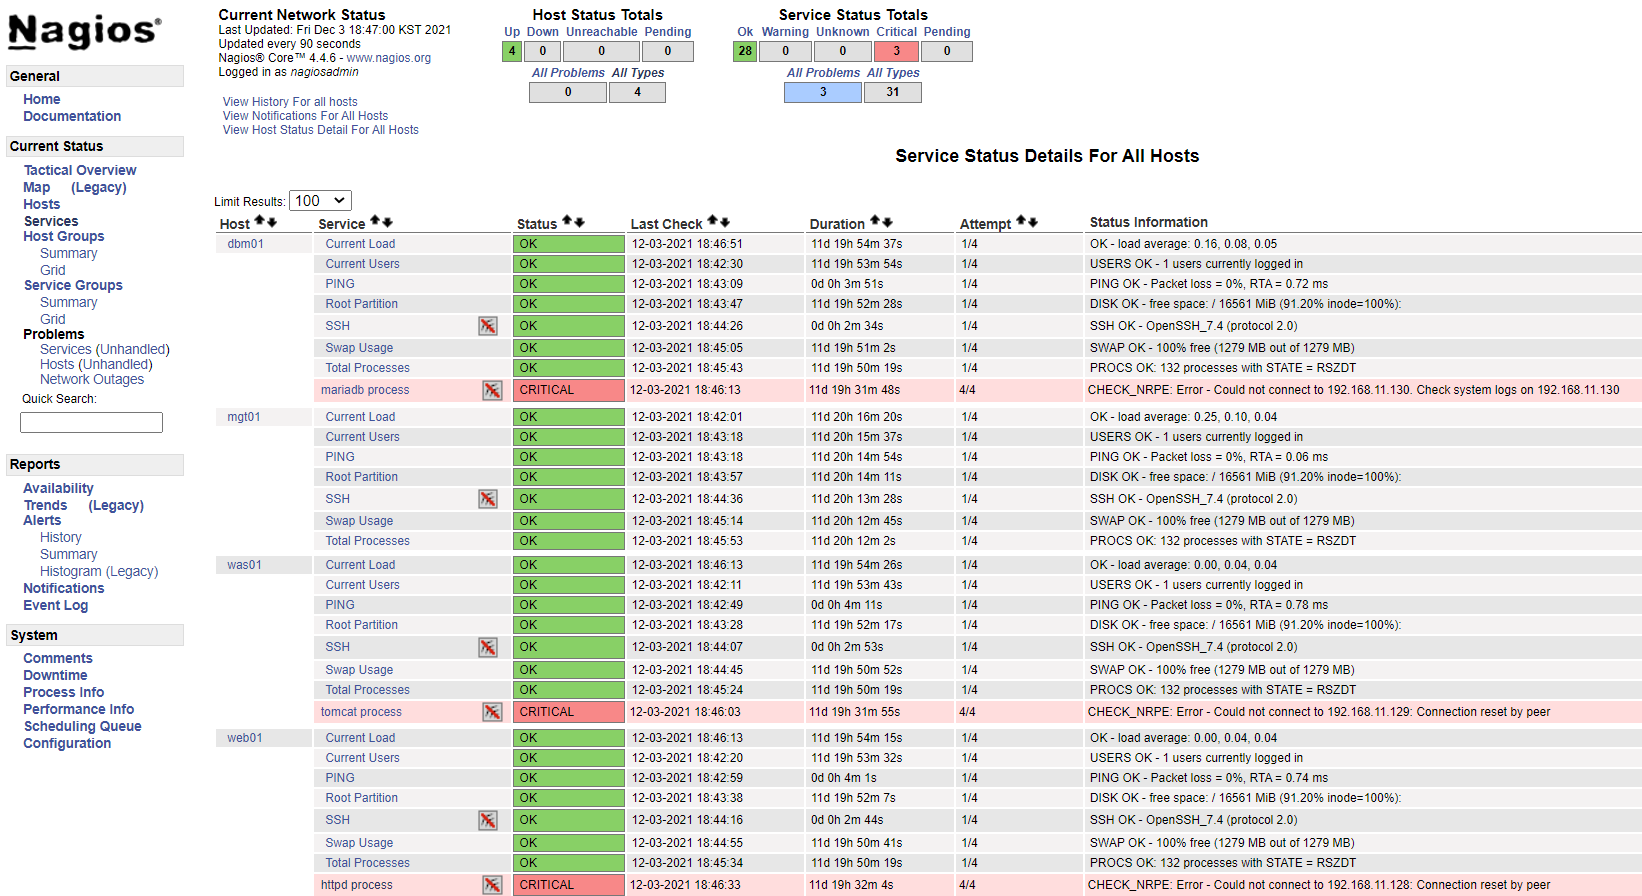 Nagios®
General
Home
Documentation
Current Status
Tactical Overview
Map (Legacy)
Hosts
Services
Host Groups
Summary
Grid
Service Groups
Summary
Grid
Problems
Services (Unhandled)
Hosts (Unhandled)
Network Outages
Quick Search:
Reports
Availability
Trends (Legacy)
Alerts
History
Summary
Histogram (Legacy)
Notifications
Event Log
System
Comments
Downtime
Process Info
Performance Info
Scheduling Queue
Configuration
Current Network Status
Last Updated: Fri Dec 3 18:47:00 KST 2021
Updated every 90 seconds
Nagios® Core™ 4.4.6 - www.nagios.org
Logged in as nagiosadmin
View History For all hosts
View Notifications For All Hosts
View Host Status Detail For All Hosts
Host Status Totals
Up Down Unreachable Pending
4 0 0 0
All Problems All Types
0 4
Service Status Totals
Ok Warning Unknown Critical Pending
28 0 0 3 0
All Problems All Types
3 31
Service Status Details For All Hosts
Limit Results: 100
Host Service Status Last Check Duration Attempt Status Information
dbm01 Current Load OK 12-03-2021 18:46:51 11d 19h 54m 37s 1/4 OK - load average: 0.16, 0.08, 0.05
Current Users OK 12-03-2021 18:42:30 11d 19h 53m 54s 1/4 USERS OK - 1 users currently logged in
PING OK 12-03-2021 18:43:09 0d 0h 3m 51s 1/4 PING OK - Packet loss = 0%, RTA = 0.72 ms
Root Partition OK 12-03-2021 18:43:47 11d 19h 52m 28s 1/4 DISK OK - free space: / 16561 MiB (91.20% inode=100%):
SSH OK 12-03-2021 18:44:26 0d 0h 2m 34s 1/4 SSH OK - OpenSSH_7.4 (protocol 2.0)
Swap Usage OK 12-03-2021 18:45:05 11d 19h 51m 2s 1/4 SWAP OK - 100% free (1279 MB out of 1279 MB)
Total Processes OK 12-03-2021 18:45:43 11d 19h 50m 19s 1/4 PROCS OK: 132 processes with STATE = RSZDT
mariadb process CRITICAL 12-03-2021 18:46:13 11d 19h 31m 48s 4/4 CHECK_NRPE: Error - Could not connect to 192.168.11.130. Check system logs on 192.168.11.130
mgt01 Current Load OK 12-03-2021 18:42:01 11d 20h 16m 20s 1/4 OK - load average: 0.25, 0.10, 0.04
Current Users OK 12-03-2021 18:43:18 11d 20h 15m 37s 1/4 USERS OK - 1 users currently logged in
PING OK 12-03-2021 18:43:18 11d 20h 14m 54s 1/4 PING OK - Packet loss = 0%, RTA = 0.06 ms
Root Partition OK 12-03-2021 18:43:57 11d 20h 14m 11s 1/4 DISK OK - free space: / 16561 MiB (91.20% inode=100%):
SSH OK 12-03-2021 18:44:36 11d 20h 13m 28s 1/4 SSH OK - OpenSSH_7.4 (protocol 2.0)
Swap Usage OK 12-03-2021 18:45:14 11d 20h 12m 45s 1/4 SWAP OK - 100% free (1279 MB out of 1279 MB)
Total Processes OK 12-03-2021 18:45:53 11d 20h 12m 2s 1/4 PROCS OK: 132 processes with STATE = RSZDT
was01 Current Load OK 12-03-2021 18:46:13 11d 19h 54m 26s 1/4 OK - load average: 0.00, 0.04, 0.04
Current Users OK 12-03-2021 18:42:11 11d 19h 53m 43s 1/4 USERS OK - 1 users currently logged in
PING OK 12-03-2021 18:42:49 0d 0h 4m 11s 1/4 PING OK - Packet loss = 0%, RTA = 0.78 ms
Root Partition OK 12-03-2021 18:43:28 11d 19h 52m 17s 1/4 DISK OK - free space: / 16561 MiB (91.20% inode=100%):
SSH OK 12-03-2021 18:44:07 0d 0h 2m 53s 1/4 SSH OK - OpenSSH_7.4 (protocol 2.0)
Swap Usage OK 12-03-2021 18:44:45 11d 19h 50m 52s 1/4 SWAP OK - 100% free (1279 MB out of 1279 MB)
Total Processes OK 12-03-2021 18:45:24 11d 19h 50m 19s 1/4 PROCS OK: 132 processes with STATE = RSZDT
tomcat process CRITICAL 12-03-2021 18:46:03 11d 19h 31m 55s 4/4 CHECK_NRPE: Error - Could not connect to 192.168.11.129: Connection reset by peer
web01 Current Load OK 12-03-2021 18:46:13 11d 19h 54m 15s 1/4 OK - load average: 0.00, 0.04, 0.04
Current Users OK 12-03-2021 18:42:20 11d 19h 53m 32s 1/4 USERS OK - 1 users currently logged in
PING OK 12-03-2021 18:42:59 0d 0h 4m 1s 1/4 PING OK - Packet loss = 0%, RTA = 0.74 ms
Root Partition OK 12-03-2021 18:43:38 11d 19h 52m 7s 1/4 DISK OK - free space: / 16561 MiB (91.20% inode=100%):
SSH OK 12-03-2021 18:44:16 0d 0h 2m 44s 1/4 SSH OK - OpenSSH_7.4 (protocol 2.0)
Swap Usage OK 12-03-2021 18:44:55 11d 19h 50m 41s 1/4 SWAP OK - 100% free (1279 MB out of 1279 MB)
Total Processes OK 12-03-2021 18:45:34 11d 19h 50m 19s 1/4 PROCS OK: 132 processes with STATE = RSZDT
httpd process CRITICAL 12-03-2021 18:46:33 11d 19h 32m 4s 4/4 CHECK_NRPE: Error - Could not connect to 192.168.11.128: Connection reset by peer